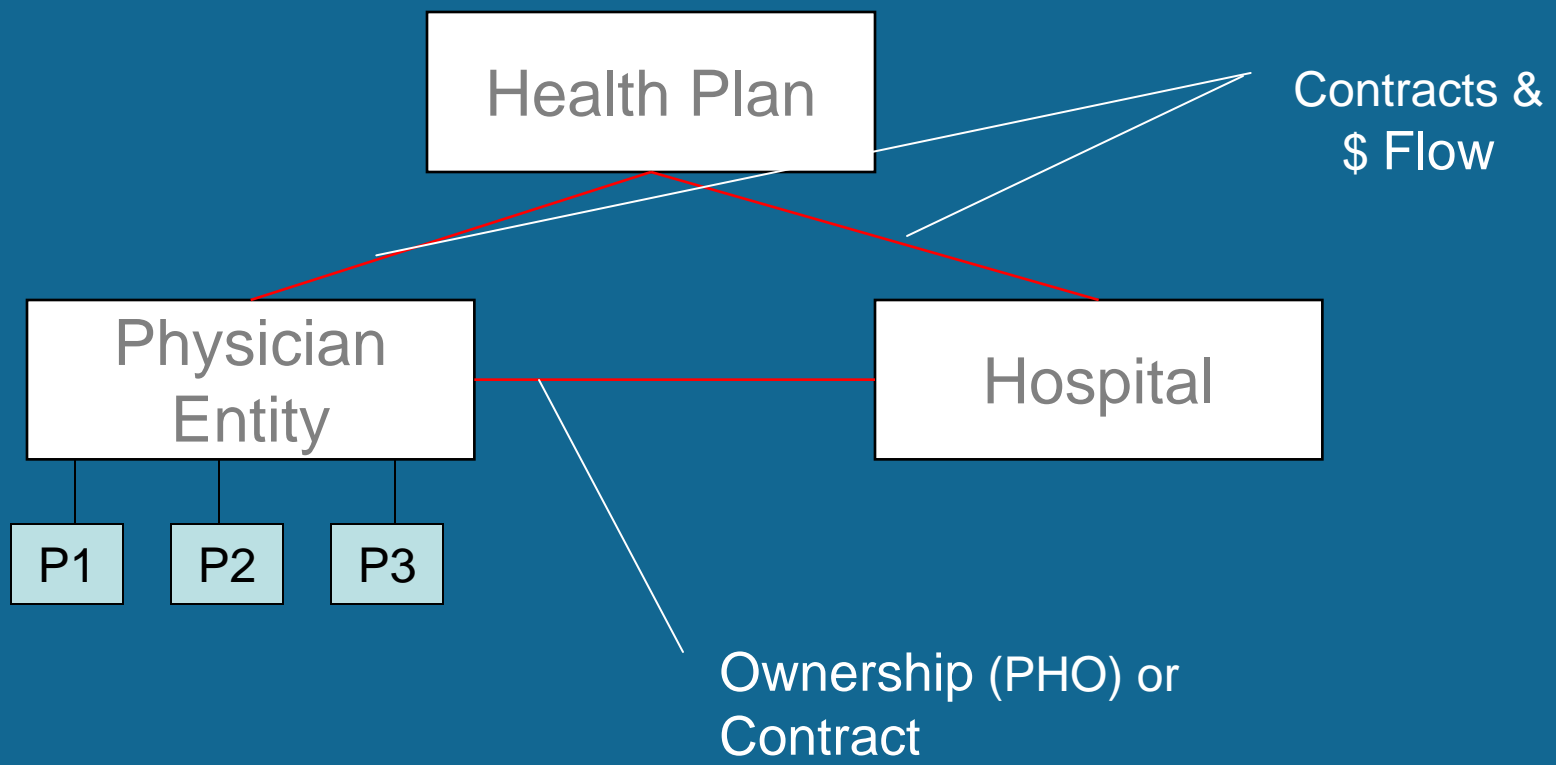 Health Plan
Contracts &
$ Flow
Physician
Entity
Hospital
P1
P2
P3
Ownership (PHO) or
Contract